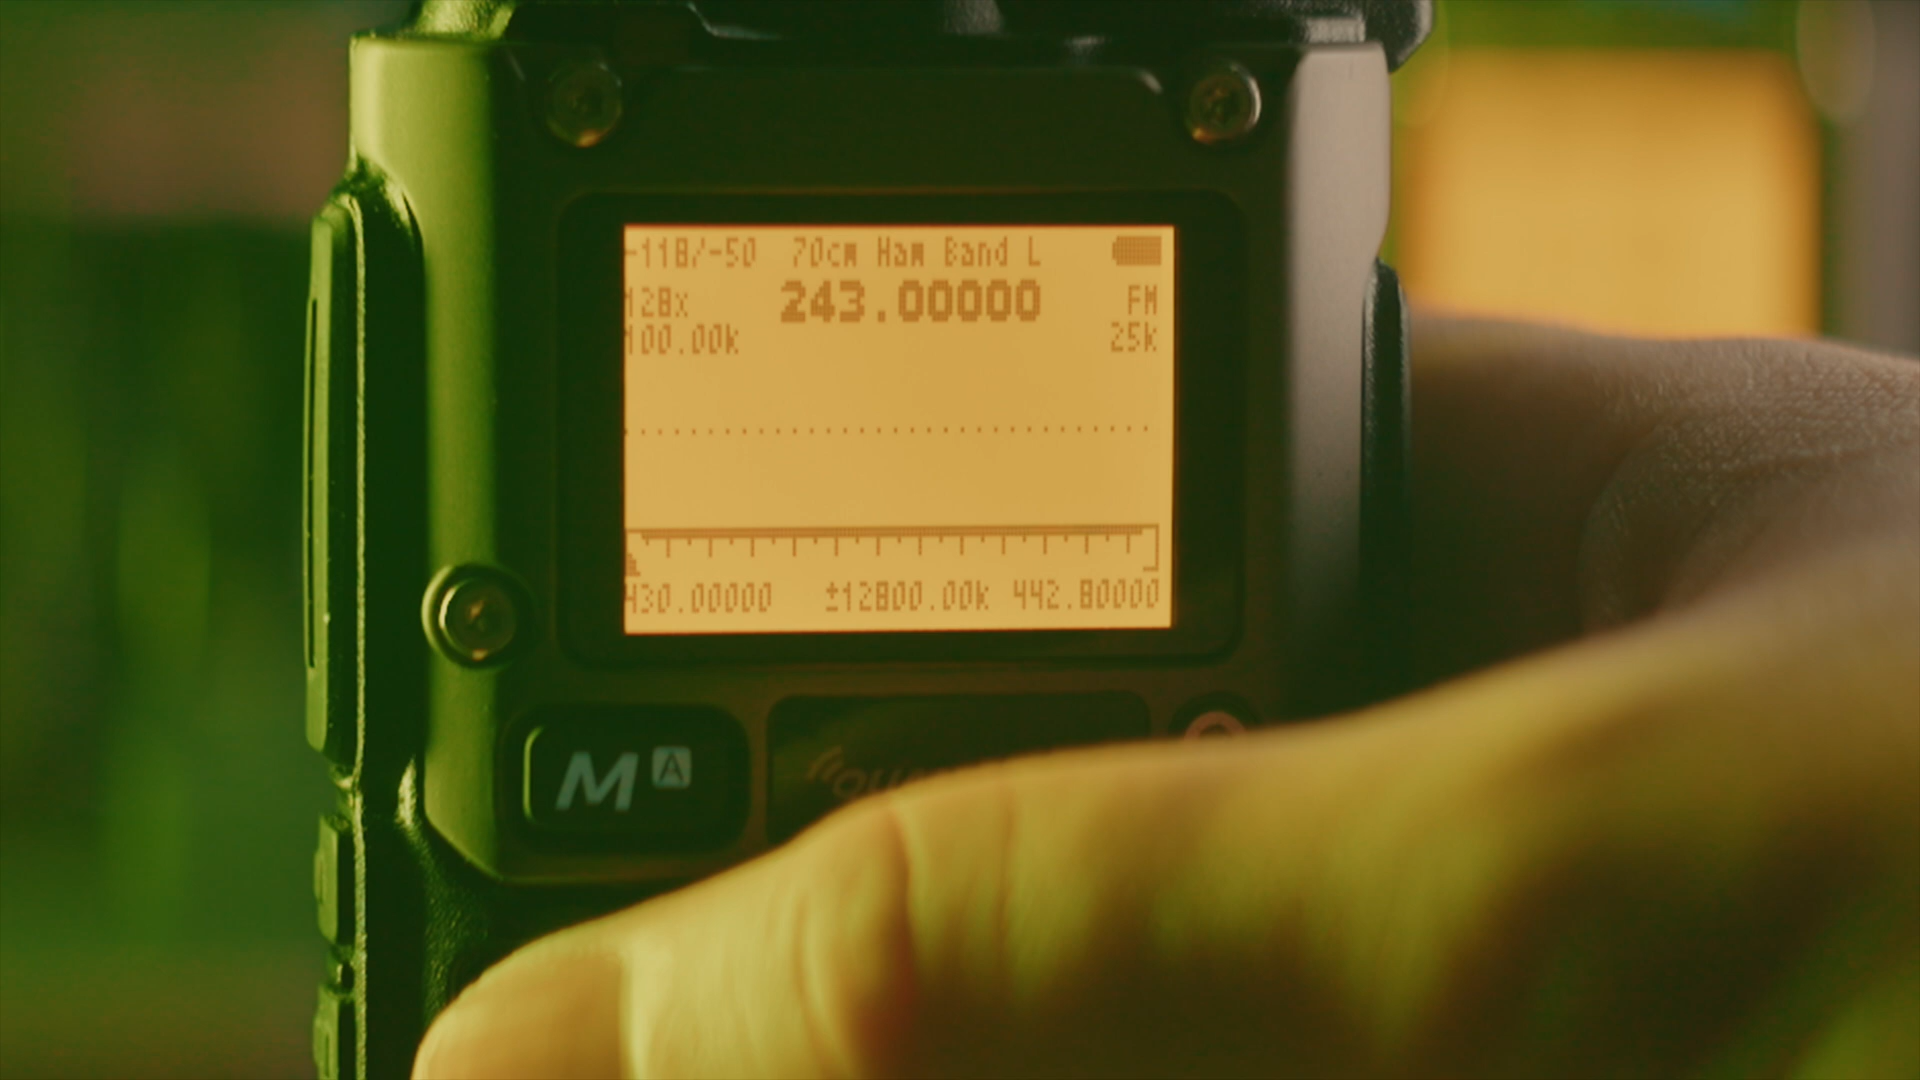 -118/-50 70cm Ham Band L
128x 243.00000 FM
100.00k 25k
430.00000 ±12800.00k 442.80000
M A